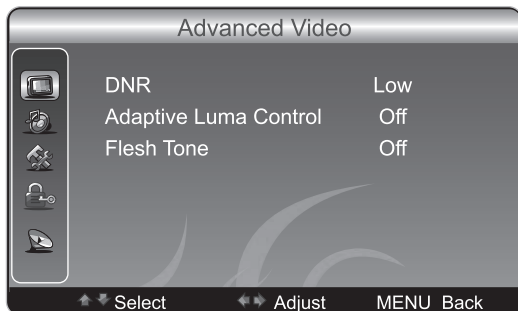 Advanced Video
DNR Low
Adaptive Luma Control Off
Flesh Tone Off
Select Adjust MENU Back